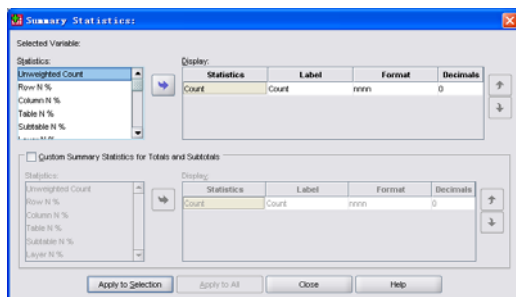 Summary Statistics:
Selected Variable:
Statistics:
Display:
Unweighted Count
Row N %
Column N %
Table N %
Subtable N %
Layer N %
Statistics Label Format Decimals
Count Count nnnn 0
Custom Summary Statistics for Totals and Subtotals
Statistics:
Display:
Unweighted Count
Row N %
Column N %
Table N %
Subtable N %
Layer N %
Statistics Label Format Decimals
Count Count nnnn 0
Apply to Selection Apply to All Close Help